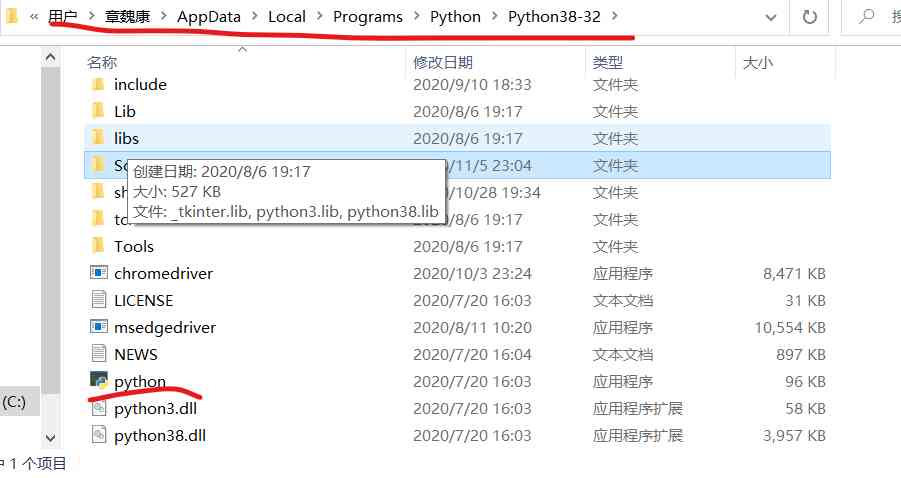 « 用户 > 章魏康 > AppData > Local > Programs > Python > Python38-32 >
名称 修改日期 类型 大小
include 2020/9/10 18:33 文件夹
Lib 2020/8/6 19:17 文件夹
libs 2020/8/6 19:17 文件夹
Sc /11/5 23:04 文件夹
创建日期: 2020/8/6 19:17
sh /10/28 19:34 文件夹
大小: 527 KB
tc /8/6 19:17 文件夹
文件: _tkinter.lib, python3.lib, python38.lib
Tools 2020/8/6 19:17 文件夹
chromedriver 2020/10/3 23:24 应用程序 8,471 KB
LICENSE 2020/7/20 16:03 文本文档 31 KB
msedgedriver 2020/8/11 10:20 应用程序 10,554 KB
NEWS 2020/7/20 16:04 文本文档 897 KB
python 2020/7/20 16:03 应用程序 96 KB
(C:)
python3.dll 2020/7/20 16:03 应用程序扩展 58 KB
python38.dll 2020/7/20 16:03 应用程序扩展 3,957 KB
中 1 个项目